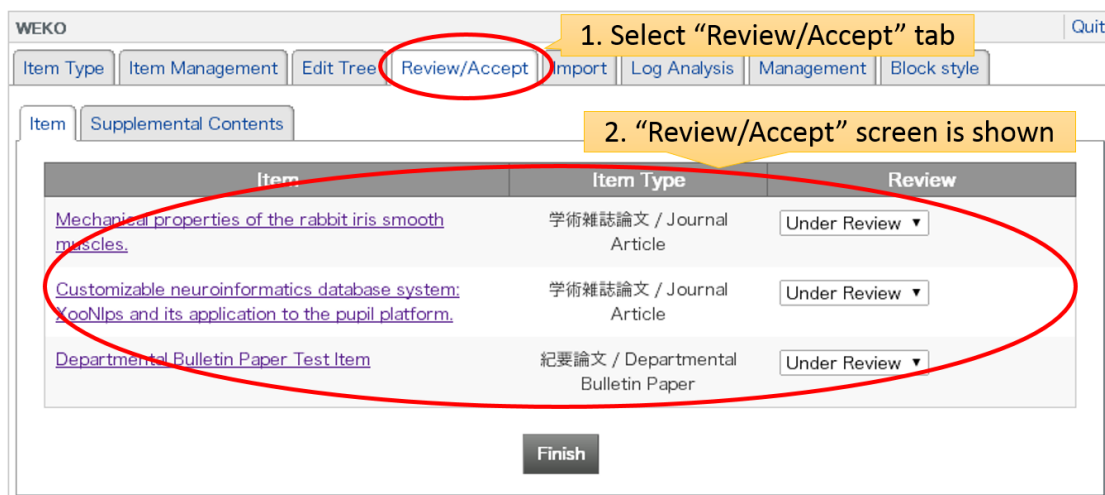 WEKO
1. Select “Review/Accept” tab
Quit
Item Type Item Management Edit Tree Review/Accept Import Log Analysis Management Block style
Item Supplemental Contents
2. “Review/Accept” screen is shown
Item Item Type Review
Mechanical properties of the rabbit iris smooth
muscles.
学術雑誌論文 / Journal
Article
Under Review
Customizable neuroinformatics database system:
XooNIps and its application to the pupil platform.
学術雑誌論文 / Journal
Article
Under Review
Departmental Bulletin Paper Test Item
紀要論文 / Departmental
Bulletin Paper
Under Review
Finish